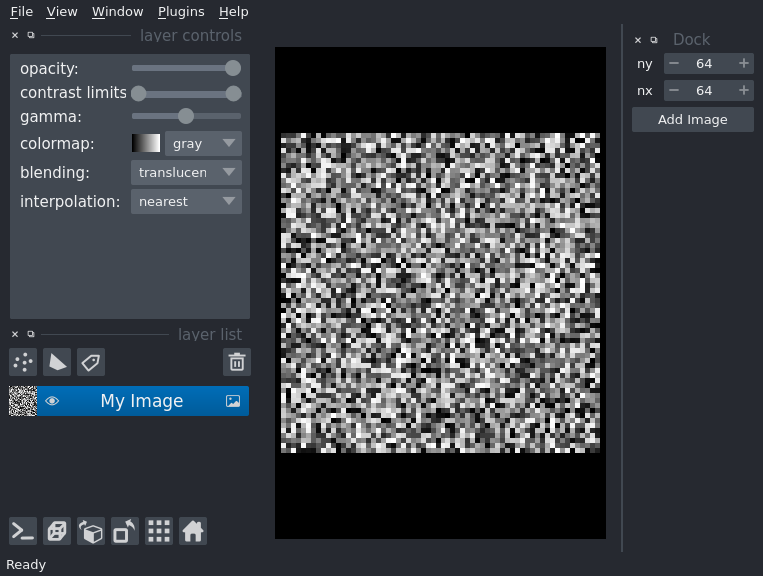 File View Window Plugins Help
layer controls
opacity:
contrast limits
gamma:
colormap: gray
blending: translucen
interpolation: nearest
layer list
My Image
Dock
ny 64
nx 64
Add Image
Ready